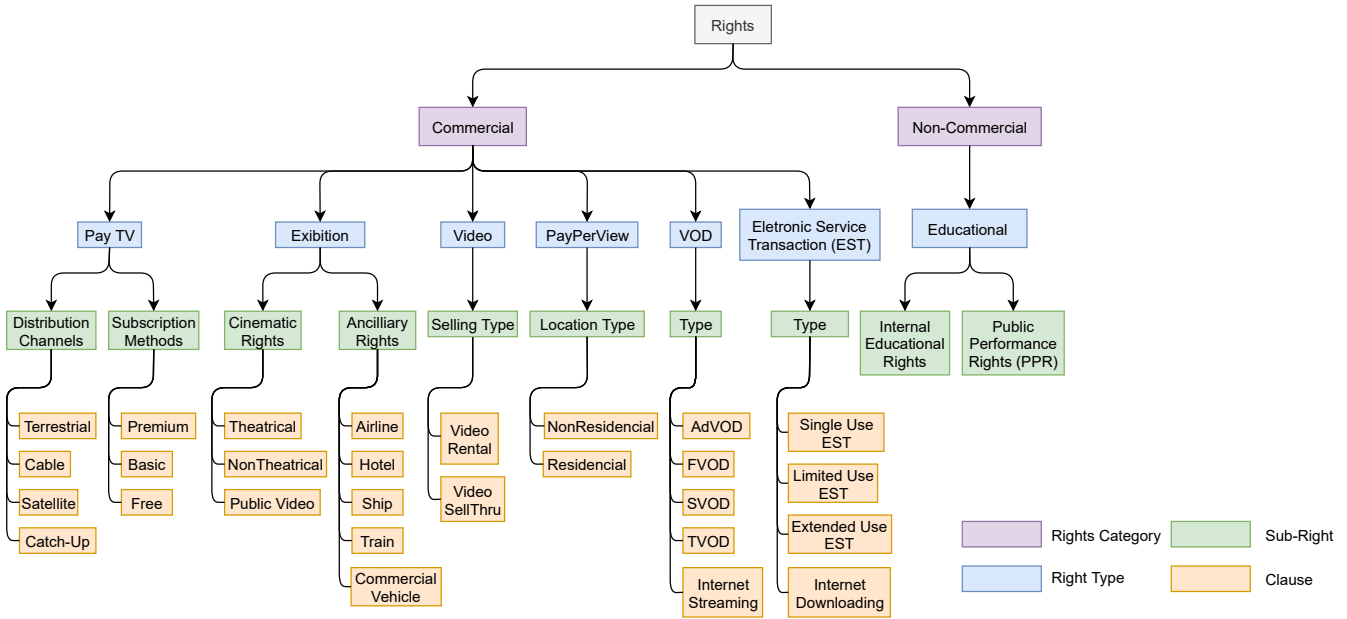 Rights
Commercial
Non-Commercial
Pay TV
Exibition
Video
PayPerView
VOD
Eletronic Service
Transaction (EST)
Educational
Distribution
Channels
Subscription
Methods
Cinematic
Rights
Ancilliary
Rights
Selling Type
Location Type
Type
Type
Internal
Educational
Rights
Public
Performance
Rights (PPR)
Terrestrial
Cable
Satellite
Catch-Up
Premium
Basic
Free
Theatrical
NonTheatrical
Public Video
Airline
Hotel
Ship
Train
Commercial
Vehicle
Video
Rental
Video
SellThru
NonResidencial
Residencial
AdVOD
FVOD
SVOD
TVOD
Internet
Streaming
Single Use
EST
Limited Use
EST
Extended Use
EST
Internet
Downloading
Rights Category
Sub-Right
Right Type
Clause